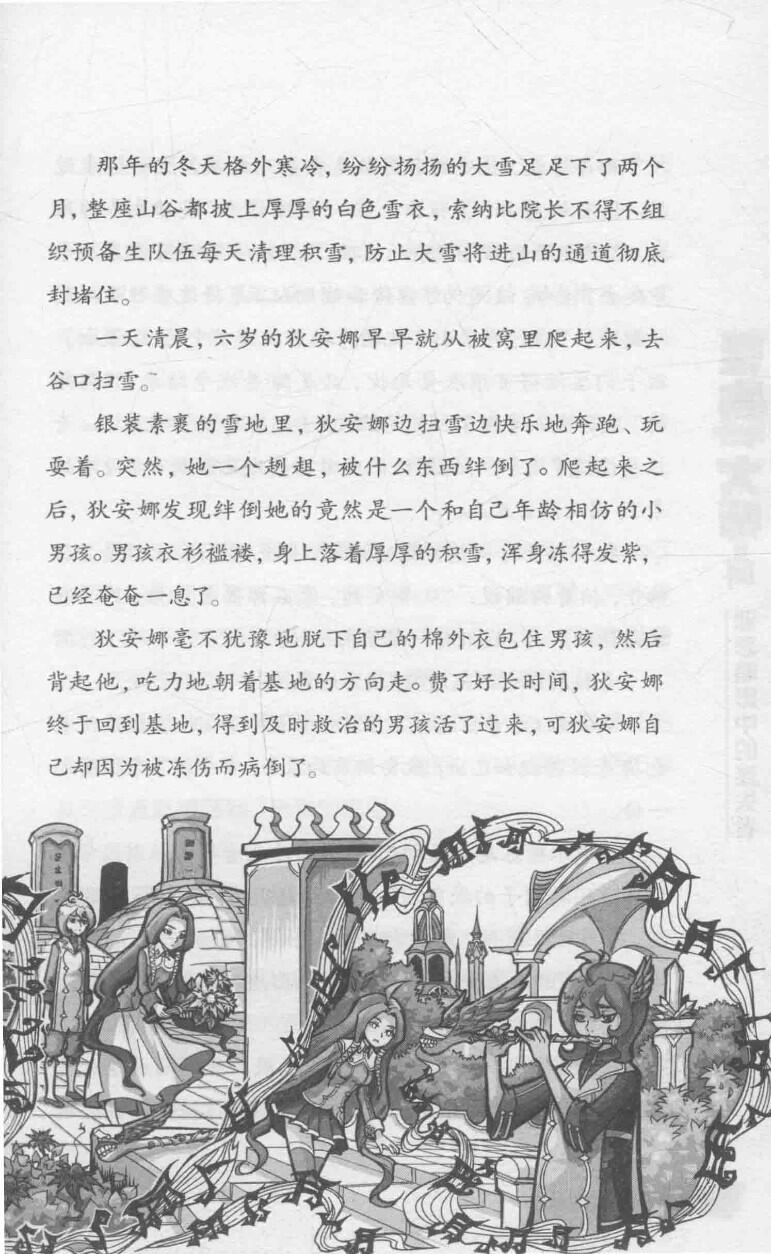 那年的冬天格外寒冷，纷纷扬扬的大雪足足下了两个
月，整座山谷都披上厚厚的白色雪衣，索纳比院长不得不组
织预备生队伍每天清理积雪，防止大雪将进山的通道彻底
封堵住。
一天清晨，六岁的狄安娜早早就从被窝里爬起来，去
谷口扫雪。
银装素裹的雪地里，狄安娜边扫雪边快乐地奔跑、玩
耍着。突然，她一个趔趄，被什么东西绊倒了。爬起来之
后，狄安娜发现绊倒她的竟然是一个和自己年龄相仿的小
男孩。男孩衣衫褴褛，身上落着厚厚的积雪，浑身冻得发紫，
已经奄奄一息了。
狄安娜毫不犹豫地脱下自己的棉外衣包住男孩，然后
背起他，吃力地朝着基地的方向走。费了好长时间，狄安娜
终于回到基地，得到及时救治的男孩活了过来，可狄安娜自
己却因为被冻伤而病倒了。